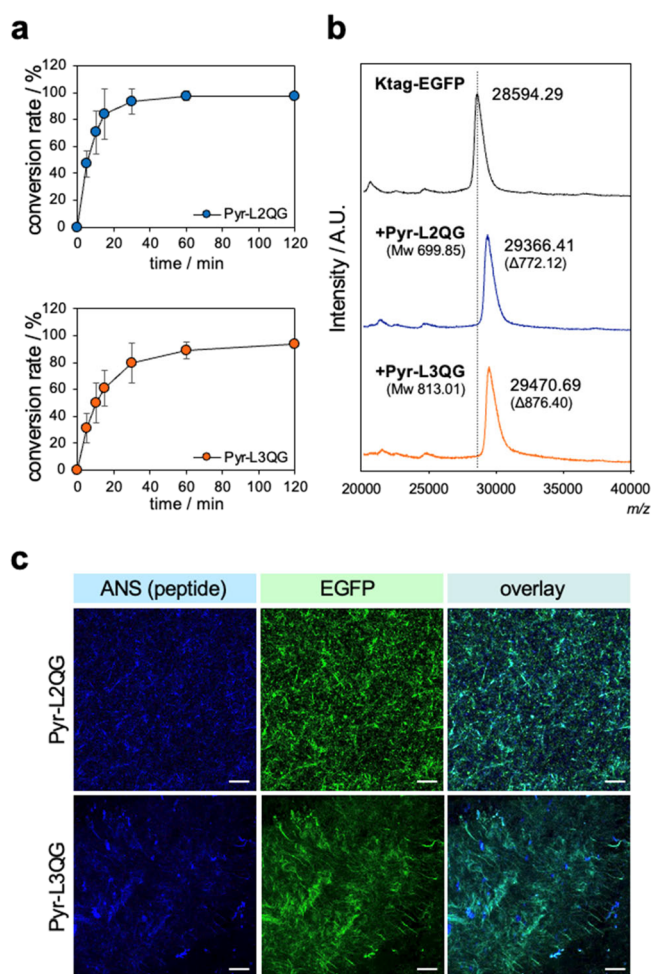 a
120
100
80
60
40
20
0
conversion rate / %
Pyr-L2QG
0 20 40 60 80 100 120
time / min
120
100
80
60
40
20
0
conversion rate / %
Pyr-L3QG
0 20 40 60 80 100 120
time / min
b
Ktag-EGFP
28594.29
+Pyr-L2QG
(Mw 699.85)
29366.41
(Δ772.12)
+Pyr-L3QG
(Mw 813.01)
29470.69
(Δ876.40)
Intensity / A.U.
20000 25000 30000 35000 40000
m/z
c
ANS (peptide) EGFP overlay
Pyr-L2QG
Pyr-L3QG